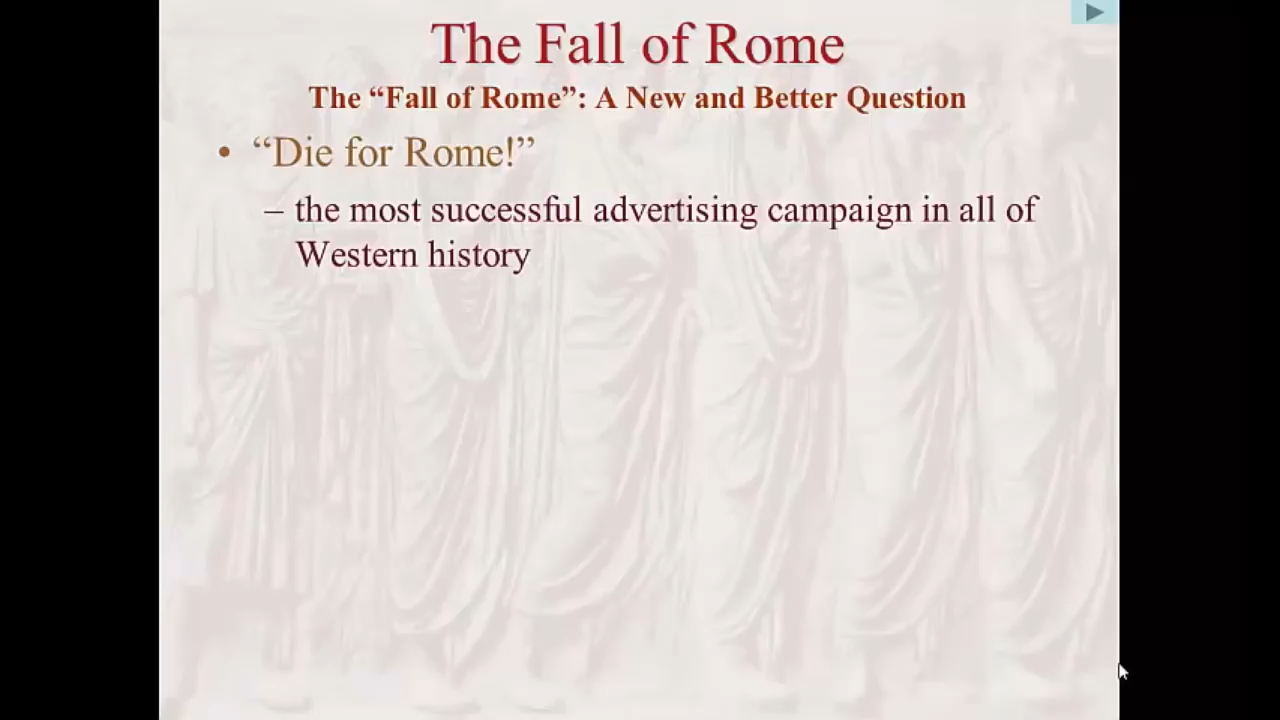 The Fall of Rome
The “Fall of Rome”: A New and Better Question
• “Die for Rome!”
– the most successful advertising campaign in all of
Western history